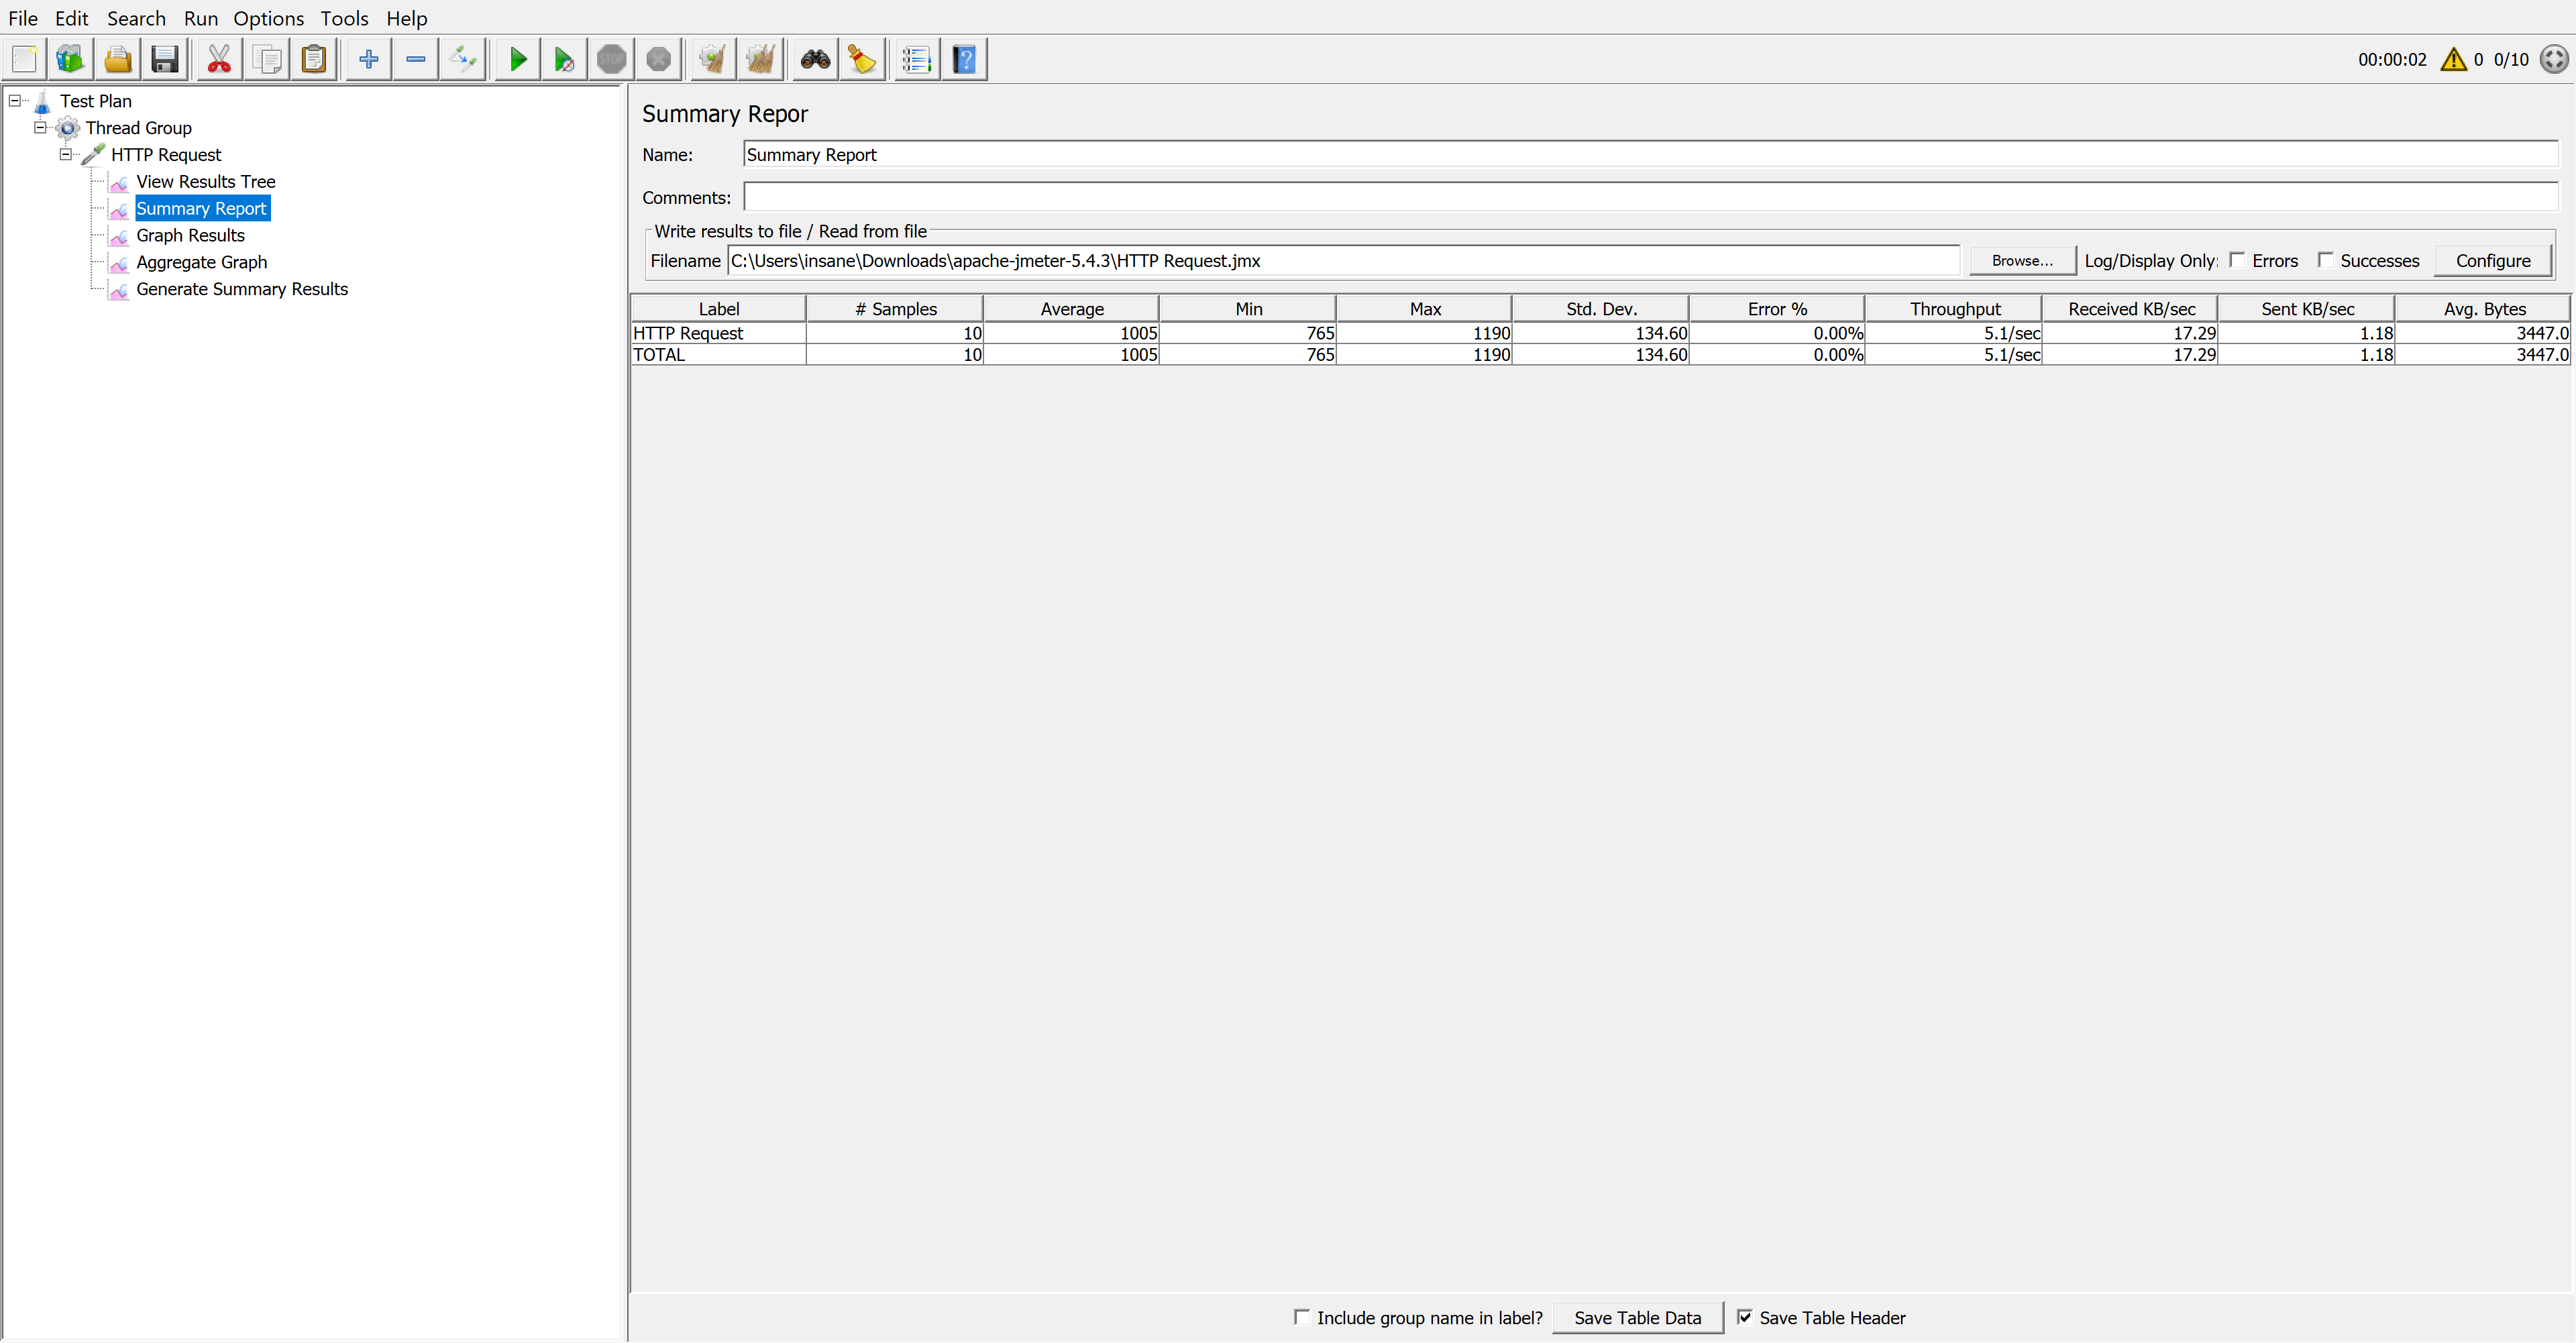 File Edit Search Run Options Tools Help
STOP
00:00:02 0 0/10
Test Plan
Thread Group
HTTP Request
View Results Tree
Summary Report
Graph Results
Aggregate Graph
Generate Summary Results
Summary Repor
Name: Summary Report
Comments:
Write results to file / Read from file
Filename C:\Users\insane\Downloads\apache-jmeter-5.4.3\HTTP Request.jmx Browse... Log/Display Only: Errors Successes Configure
Label # Samples Average Min Max Std. Dev. Error % Throughput Received KB/sec Sent KB/sec Avg. Bytes
HTTP Request 10 1005 765 1190 134.60 0.00% 5.1/sec 17.29 1.18 3447.0
TOTAL 10 1005 765 1190 134.60 0.00% 5.1/sec 17.29 1.18 3447.0
Include group name in label? Save Table Data Save Table Header